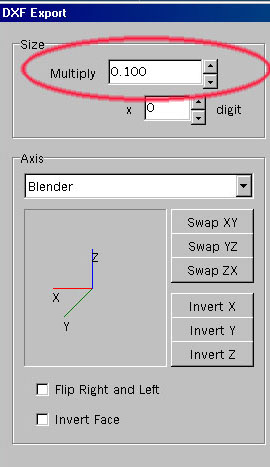 DXF Export
Size
Multiply 0.100
x 0 digit
Axis
Blender
Swap XY
Z
Swap YZ
Swap ZX
X
Invert X
Y
Invert Y
Invert Z
Flip Right and Left
Invert Face